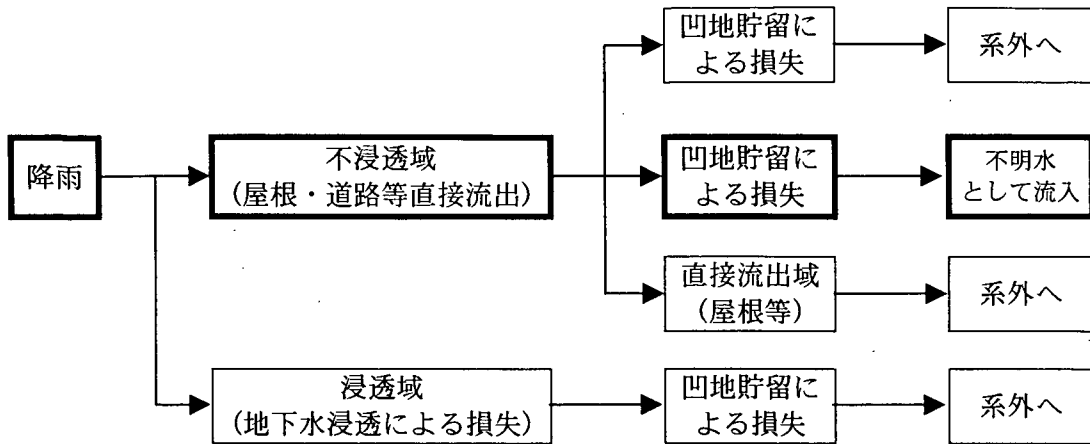 凹地貯留に
よる損失
系外へ
降雨
不浸透域
(屋根・道路等直接流出)
凹地貯留に
よる損失
不明水
として流入
直接流出域
(屋根等)
系外へ
浸透域
(地下水浸透による損失)
凹地貯留に
よる損失
系外へ